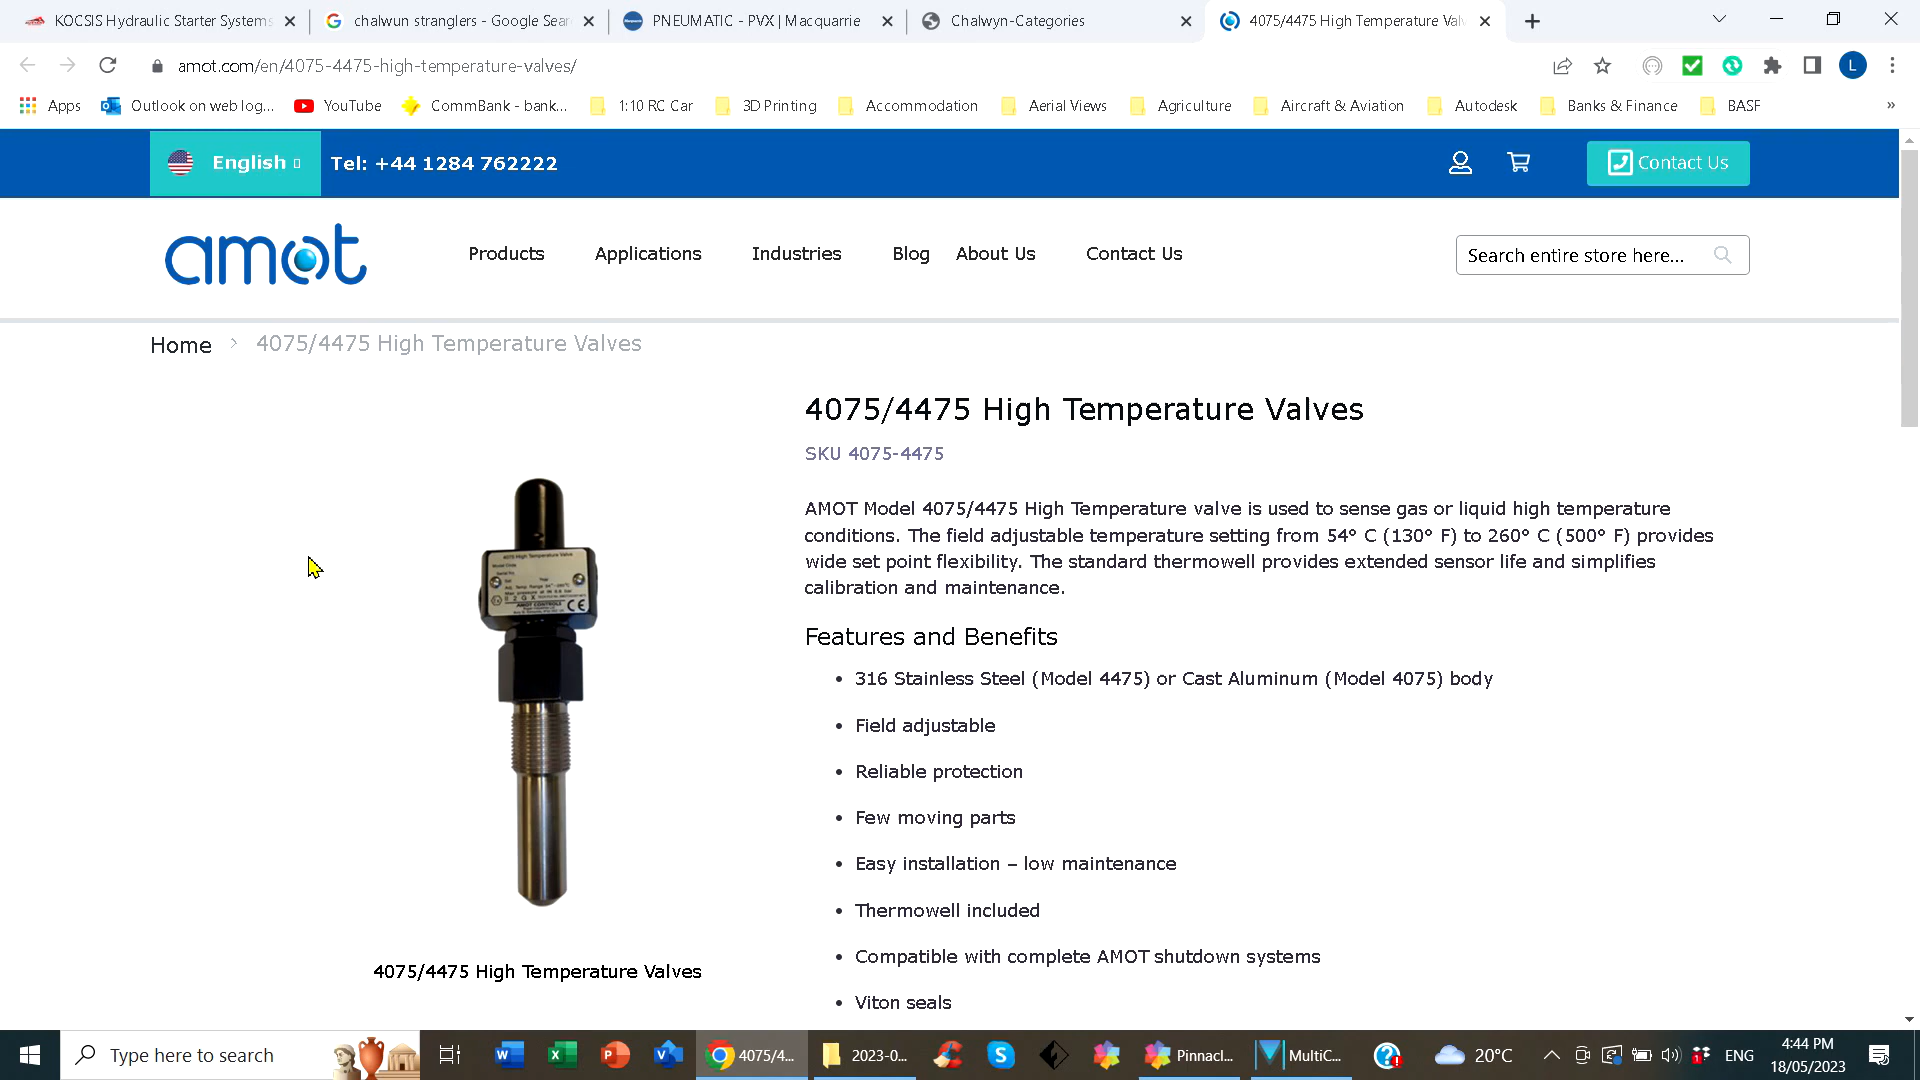 KOCSIS Hydraulic Starter Systems
chalwun stranglers - Google Sear
PNEUMATIC - PVX | Macquarrie
Chalwyn-Categories
4075/4475 High Temperature Val
amot.com/en/4075-4475-high-temperature-valves/
L
Apps
Outlook on web log...
YouTube
CommBank - bank...
1:10 RC Car
3D Printing
Accommodation
Aerial Views
Agriculture
Aircraft & Aviation
Autodesk
Banks & Finance
BASF
»
English
Tel: +44 1284 762222
Contact Us
amot
Products
Applications
Industries
Blog
About Us
Contact Us
Search entire store here...
Home
4075/4475 High Temperature Valves
4075/4475 High Temperature Valves
SKU 4075-4475
AMOT Model 4075/4475 High Temperature valve is used to sense gas or liquid high temperature
conditions. The field adjustable temperature setting from 54° C (130° F) to 260° C (500° F) provides
wide set point flexibility. The standard thermowell provides extended sensor life and simplifies
calibration and maintenance.
Features and Benefits
• 316 Stainless Steel (Model 4475) or Cast Aluminum (Model 4075) body
• Field adjustable
• Reliable protection
• Few moving parts
• Easy installation – low maintenance
• Thermowell included
• Compatible with complete AMOT shutdown systems
• Viton seals
AMOT CONTROLS
CE
4075/4475 High Temperature Valves
Type here to search
4075/4...
2023-0...
Pinnacl...
MultiC...
20°C
ENG
4:44 PM
18/05/2023